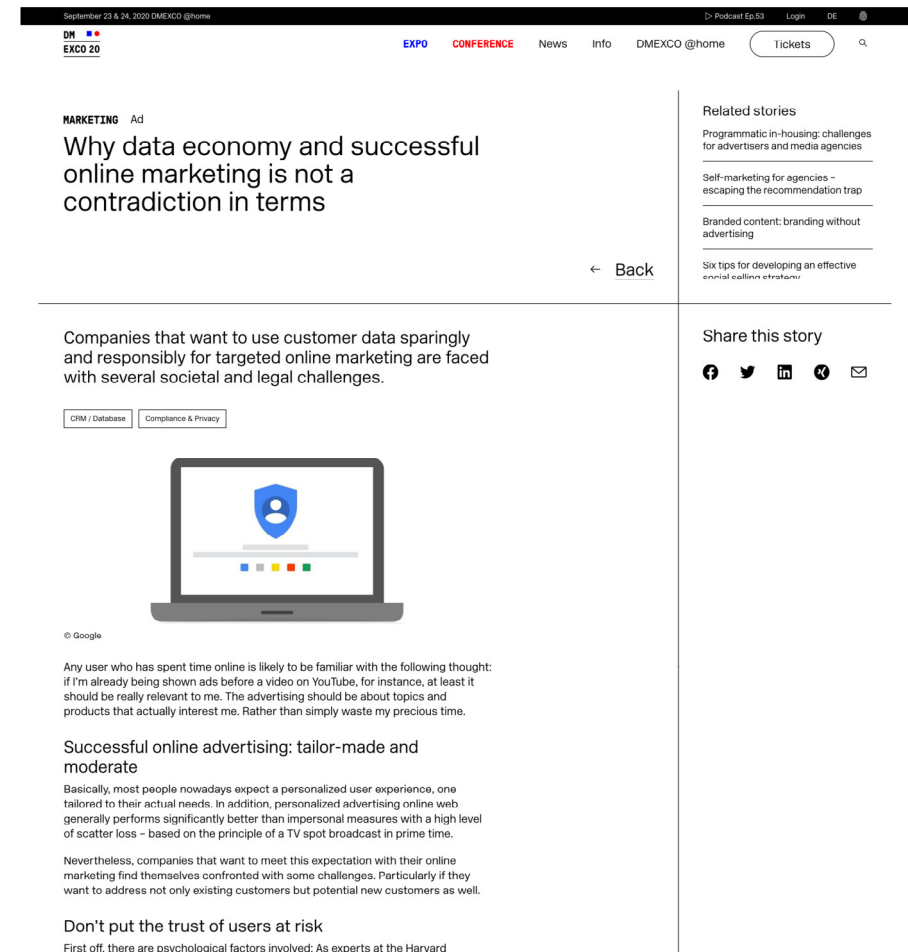 September 23 & 24, 2020 DMEXCO @home
▷ Podcast Ep.53 Login DE
DM
EXCO 20
EXPO CONFERENCE News Info DMEXCO @home Tickets
MARKETING Ad
Why data economy and successful
online marketing is not a
contradiction in terms
← Back
Related stories
Programmatic in-housing: challenges
for advertisers and media agencies
Self-marketing for agencies –
escaping the recommendation trap
Branded content: branding without
advertising
Six tips for developing an effective
social selling strategy
Companies that want to use customer data sparingly
and responsibly for targeted online marketing are faced
with several societal and legal challenges.
CRM / Database Compliance & Privacy
Share this story
© Google
Any user who has spent time online is likely to be familiar with the following thought:
if I'm already being shown ads before a video on YouTube, for instance, at least it
should be really relevant to me. The advertising should be about topics and
products that actually interest me. Rather than simply waste my precious time.
Successful online advertising: tailor-made and
moderate
Basically, most people nowadays expect a personalized user experience, one
tailored to their actual needs. In addition, personalized advertising online web
generally performs significantly better than impersonal measures with a high level
of scatter loss – based on the principle of a TV spot broadcast in prime time.
Nevertheless, companies that want to meet this expectation with their online
marketing find themselves confronted with some challenges. Particularly if they
want to address not only existing customers but potential new customers as well.
Don't put the trust of users at risk
First off, there are psychological factors involved: As experts at the Harvard